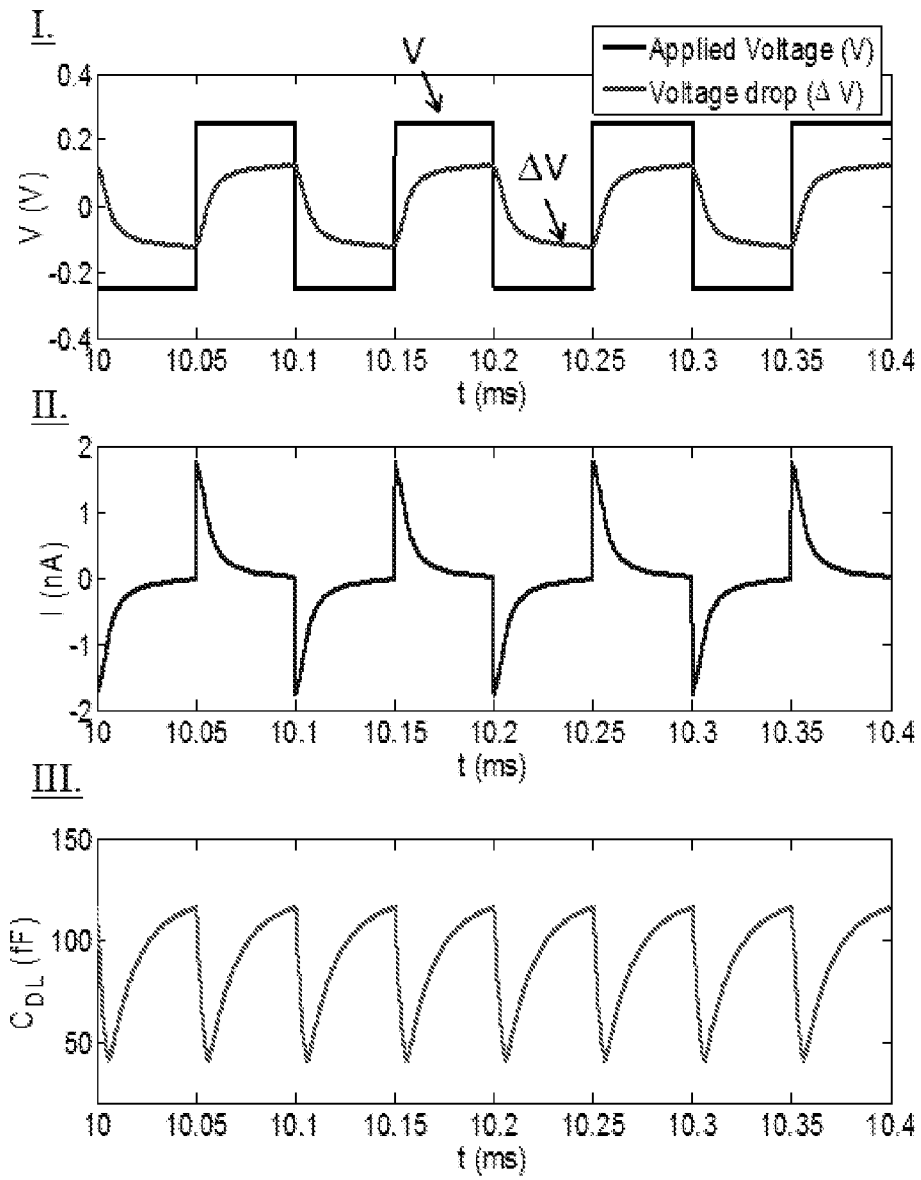 I.
V
Applied Voltage (V)
Voltage drop (Δ V)
0.4
0.2
0
-0.2
-0.4
V (V)
ΔV
10 10.05 10.1 10.15 10.2 10.25 10.3 10.35 10.4
t (ms)
II.
2
1
0
-1
-2
I (nA)
10 10.05 10.1 10.15 10.2 10.25 10.3 10.35 10.4
t (ms)
III.
150
100
50
C_DL (fF)
10 10.05 10.1 10.15 10.2 10.25 10.3 10.35 10.4
t (ms)